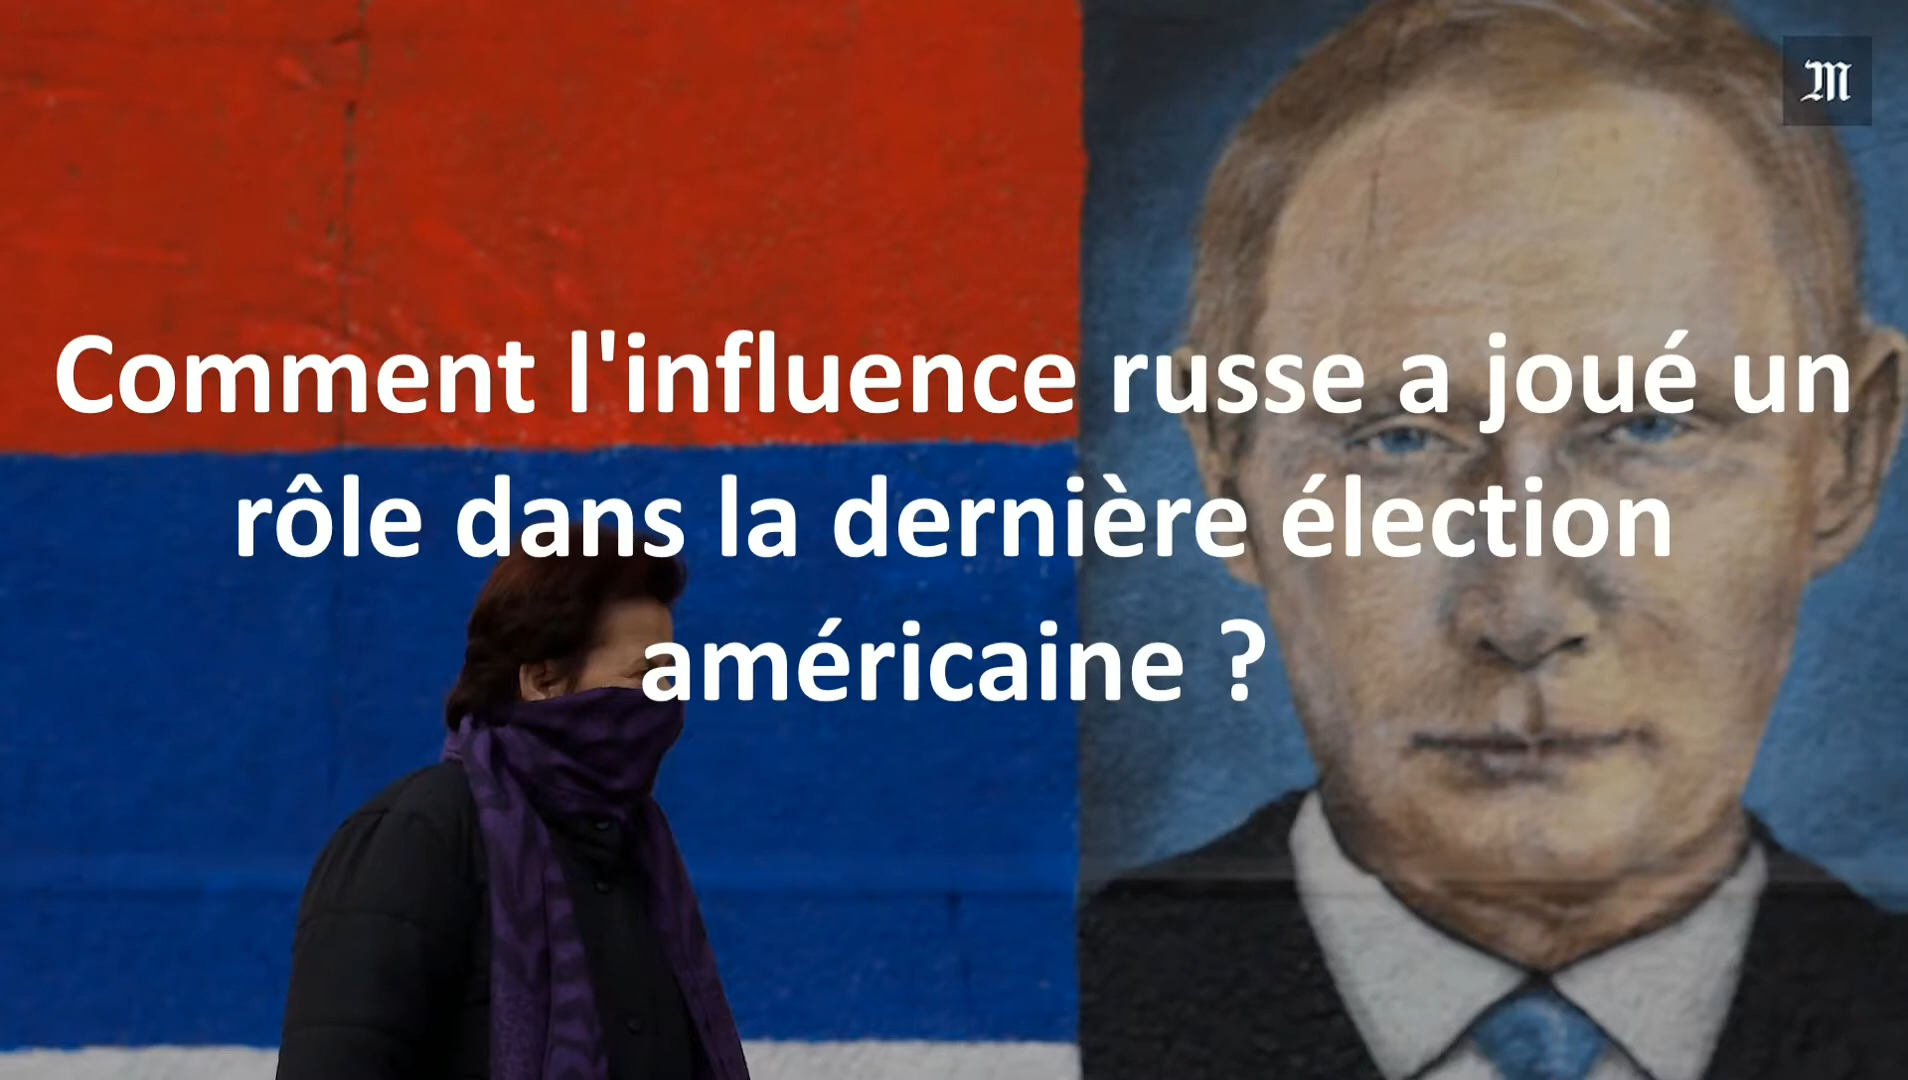 M
Comment l'influence russe a joué un
rôle dans la dernière élection
américaine ?